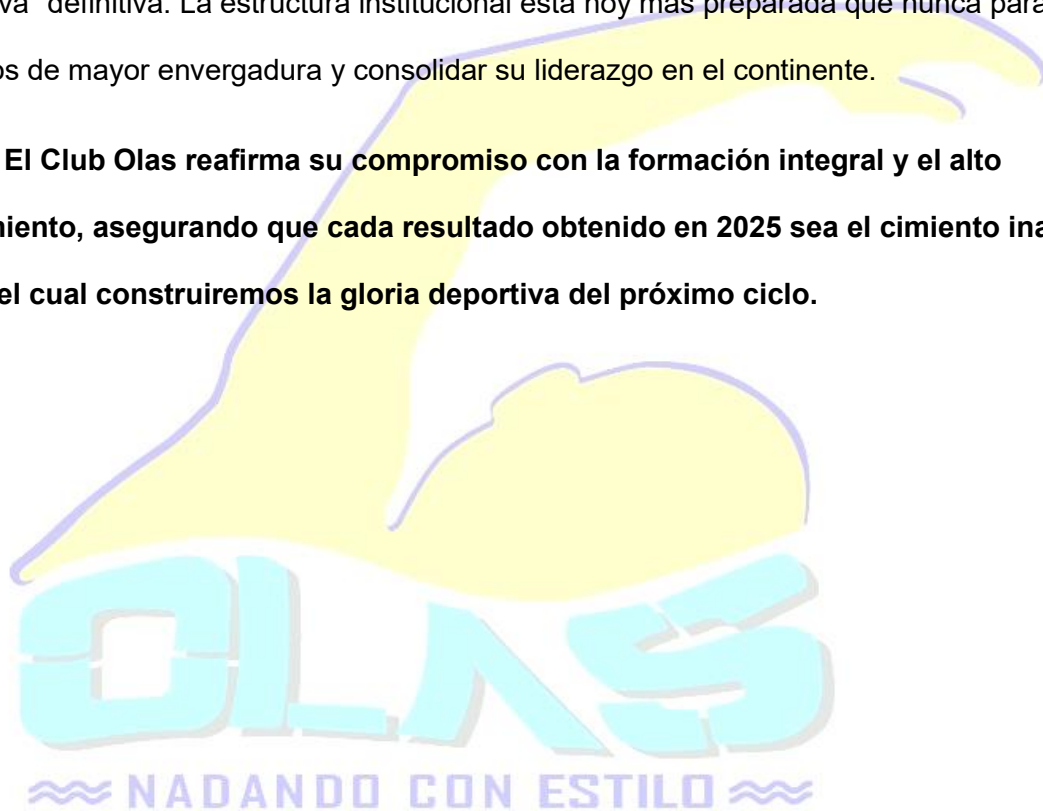 va" definitiva. La estructura institucional está hoy más preparada que nunca para
os de mayor envergadura y consolidar su liderazgo en el continente.
El Club Olas reafirma su compromiso con la formación integral y el alto
miento, asegurando que cada resultado obtenido en 2025 sea el cimiento ina
el cual construiremos la gloria deportiva del próximo ciclo.
OLAS
NADANDO CON ESTILO